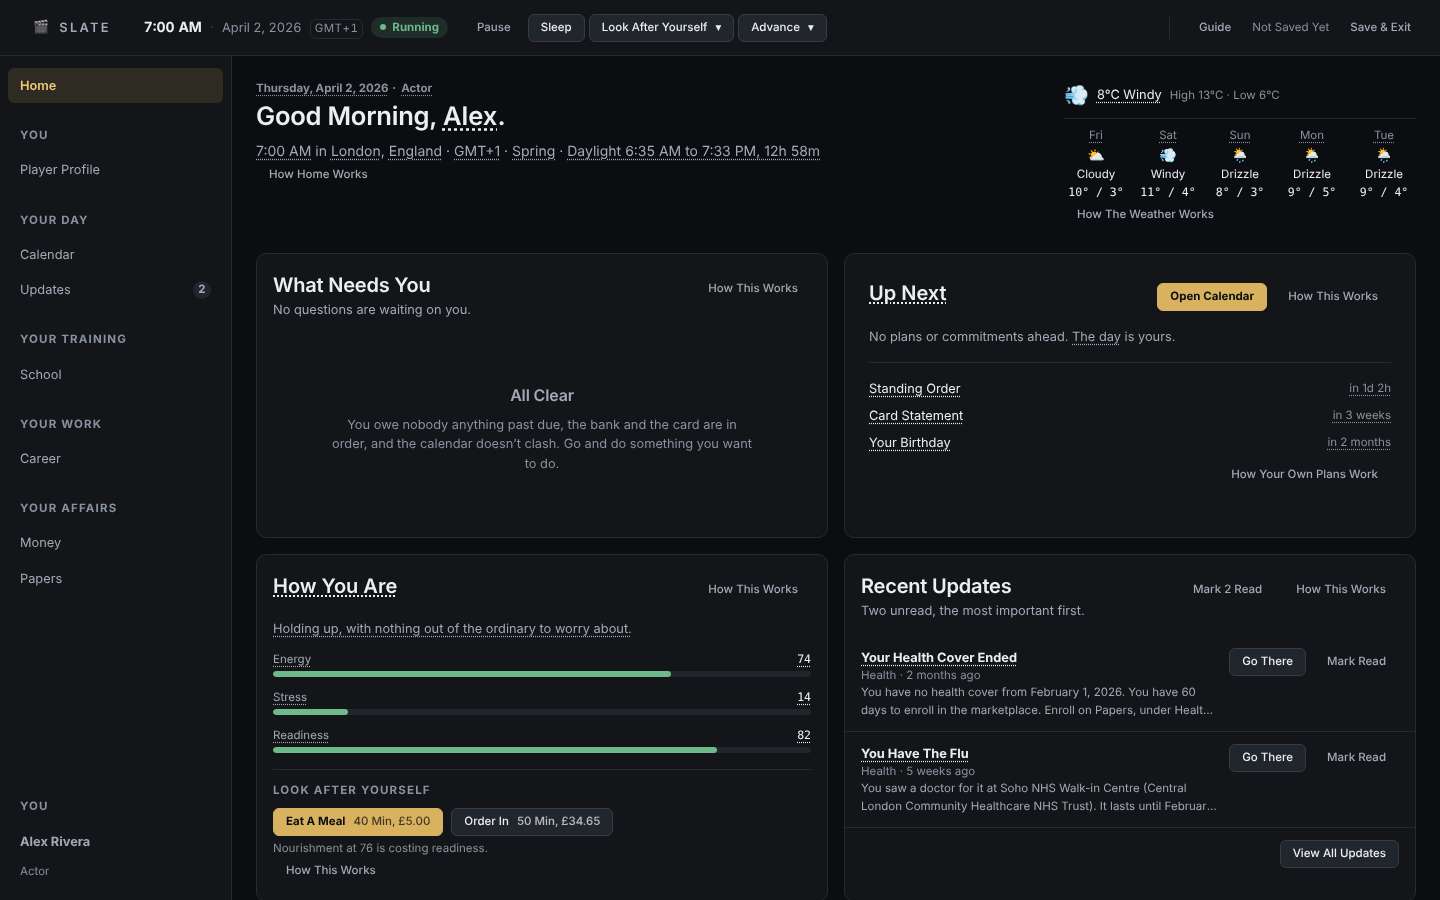 SLATE
7:00 AM · April 2, 2026 GMT+1 Running
Pause
Sleep
Look After Yourself ▾
Advance ▾
Guide
Not Saved Yet
Save & Exit
Home
YOU
Player Profile
YOUR DAY
Calendar
Updates 2
YOUR TRAINING
School
YOUR WORK
Career
YOUR AFFAIRS
Money
Papers
YOU
Alex Rivera
Actor
Thursday, April 2, 2026 · Actor
Good Morning, Alex.
7:00 AM in London, England · GMT+1 · Spring · Daylight 6:35 AM to 7:33 PM, 12h 58m
How Home Works
8°C Windy High 13°C · Low 6°C
Fri Sat Sun Mon Tue
Cloudy Windy Drizzle Drizzle Drizzle
10° / 3° 11° / 4° 8° / 3° 9° / 5° 9° / 4°
How The Weather Works
What Needs You
How This Works
No questions are waiting on you.
All Clear
You owe nobody anything past due, the bank and the card are in
order, and the calendar doesn’t clash. Go and do something you want
to do.
Up Next
Open Calendar
How This Works
No plans or commitments ahead. The day is yours.
Standing Order in 1d 2h
Card Statement in 3 weeks
Your Birthday in 2 months
How Your Own Plans Work
How You Are
How This Works
Holding up, with nothing out of the ordinary to worry about.
Energy 74
Stress 14
Readiness 82
LOOK AFTER YOURSELF
Eat A Meal 40 Min, £5.00
Order In 50 Min, £34.65
Nourishment at 76 is costing readiness.
How This Works
Recent Updates
Mark 2 Read
How This Works
Two unread, the most important first.
Your Health Cover Ended
Go There
Mark Read
Health · 2 months ago
You have no health cover from February 1, 2026. You have 60
days to enroll in the marketplace. Enroll on Papers, under Healt…
You Have The Flu
Go There
Mark Read
Health · 5 weeks ago
You saw a doctor for it at Soho NHS Walk-in Centre (Central
London Community Healthcare NHS Trust). It lasts until Februar…
View All Updates